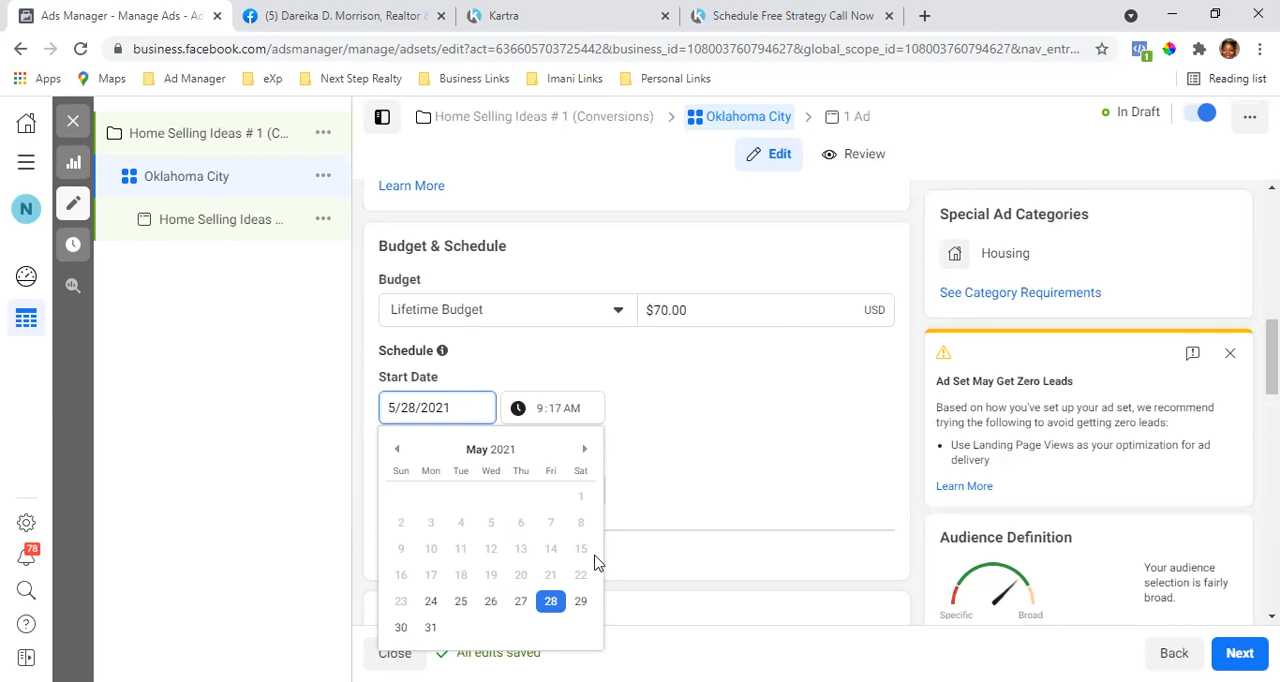 Ads Manager - Manage Ads - Ad
(5) Dareika D. Morrison, Realtor &
Kartra
Schedule Free Strategy Call Now
business.facebook.com/adsmanager/manage/adsets/edit?act=636605703725442&business_id=108003760794627&global_scope_id=108003760794627&nav_entr...
Apps
Maps
Ad Manager
eXp
Next Step Realty
Business Links
Imani Links
Personal Links
Reading list
Home Selling Ideas # 1 (C...
Oklahoma City
Home Selling Ideas ...
N
78
Home Selling Ideas # 1 (Conversions)
Oklahoma City
1 Ad
In Draft
Edit
Review
Learn More
Budget & Schedule
Budget
Lifetime Budget
$70.00
USD
Schedule
Start Date
5/28/2021
9:17 AM
May 2021
Sun Mon Tue Wed Thu Fri Sat
1
2 3 4 5 6 7 8
9 10 11 12 13 14 15
16 17 18 19 20 21 22
23 24 25 26 27 28 29
30 31
Close
All edits saved
Back
Next
Special Ad Categories
Housing
See Category Requirements
Ad Set May Get Zero Leads
Based on how you've set up your ad set, we recommend
trying the following to avoid getting zero leads:
Use Landing Page Views as your optimization for ad
delivery
Learn More
Audience Definition
Your audience
selection is fairly
broad.
Specific
Broad